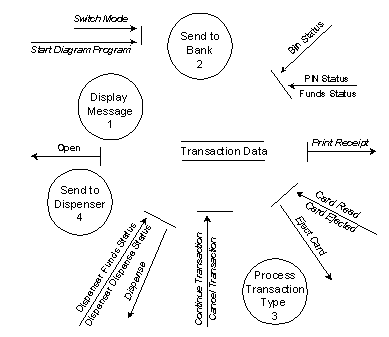 Switch Mode
Start Diagram Program
Send to
Bank
2
Bin Status
PIN Status
Funds Status
Display
Message
1
Open
Transaction Data
Print Receipt
Send to
Dispenser
4
Card Read
Card Ejected
Eject Card
Dispenser Funds Status
Dispenser Dispense Status
Dispense
Continue Transaction
Cancel Transaction
Process
Transaction
Type
3